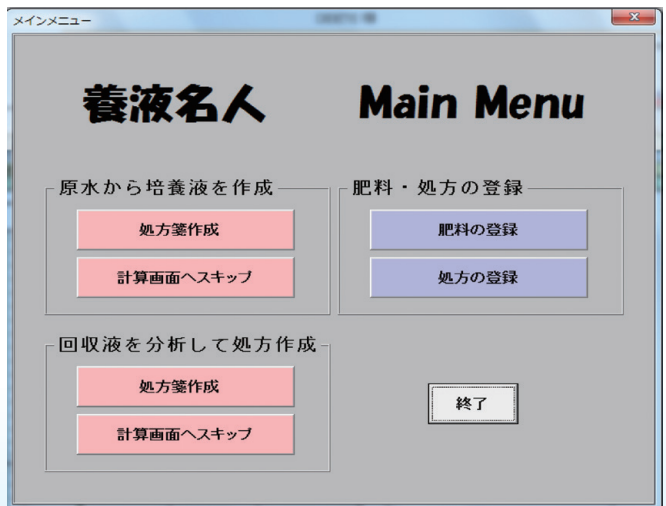 メインメニュー
養液名人 Main Menu
原水から培養液を作成
処方箋作成
計算画面へスキップ
肥料・処方の登録
肥料の登録
処方の登録
回収液を分析して処方作成
処方箋作成
計算画面へスキップ
終了